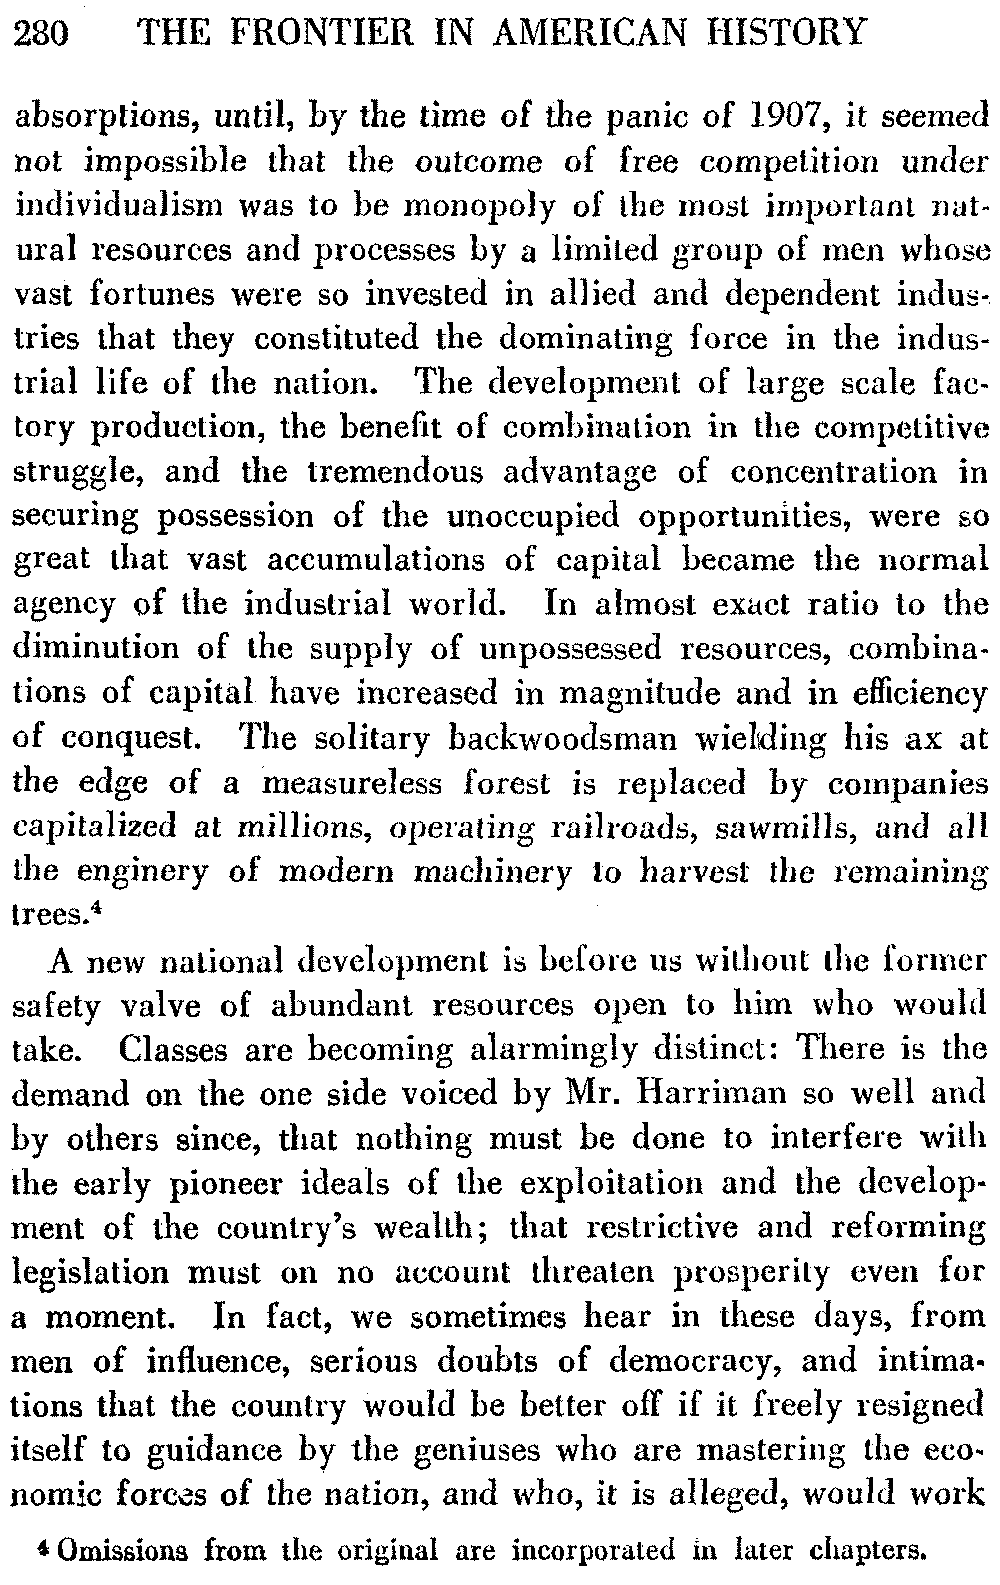 280 THE FRONTIER IN AMERICAN HISTORY
absorptions, until, by the time of the panic of 1907, it seemed
not impossible that the outcome of free competition under
individualism was to be monopoly of the most important nat-
ural resources and processes by a limited group of men whose
vast fortunes were so invested in allied and dependent indus-
tries that they constituted the dominating force in the indus-
trial life of the nation. The development of large scale fac-
tory production, the benefit of combination in the competitive
struggle, and the tremendous advantage of concentration in
securing possession of the unoccupied opportunities, were so
great that vast accumulations of capital became the normal
agency of the industrial world. In almost exact ratio to the
diminution of the supply of unpossessed resources, combina-
tions of capital have increased in magnitude and in efficiency
of conquest. The solitary backwoodsman wielding his ax at
the edge of a measureless forest is replaced by companies
capitalized at millions, operating railroads, sawmills, and all
the enginery of modern machinery to harvest the remaining
trees.⁴
A new national development is before us without the former
safety valve of abundant resources open to him who would
take. Classes are becoming alarmingly distinct: There is the
demand on the one side voiced by Mr. Harriman so well and
by others since, that nothing must be done to interfere with
the early pioneer ideals of the exploitation and the develop-
ment of the country's wealth; that restrictive and reforming
legislation must on no account threaten prosperity even for
a moment. In fact, we sometimes hear in these days, from
men of influence, serious doubts of democracy, and intima-
tions that the country would be better off if it freely resigned
itself to guidance by the geniuses who are mastering the eco-
nomic forces of the nation, and who, it is alleged, would work
⁴ Omissions from the original are incorporated in later chapters.